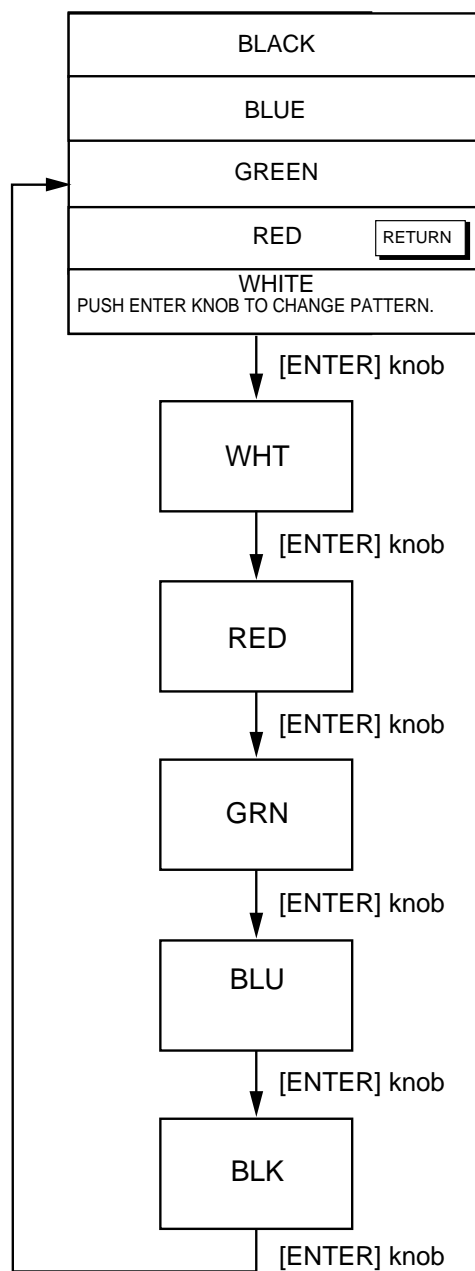 BLACK
BLUE
GREEN
RED
RETURN
WHITE
PUSH ENTER KNOB TO CHANGE PATTERN.
[ENTER] knob
WHT
[ENTER] knob
RED
[ENTER] knob
GRN
[ENTER] knob
BLU
[ENTER] knob
BLK
[ENTER] knob